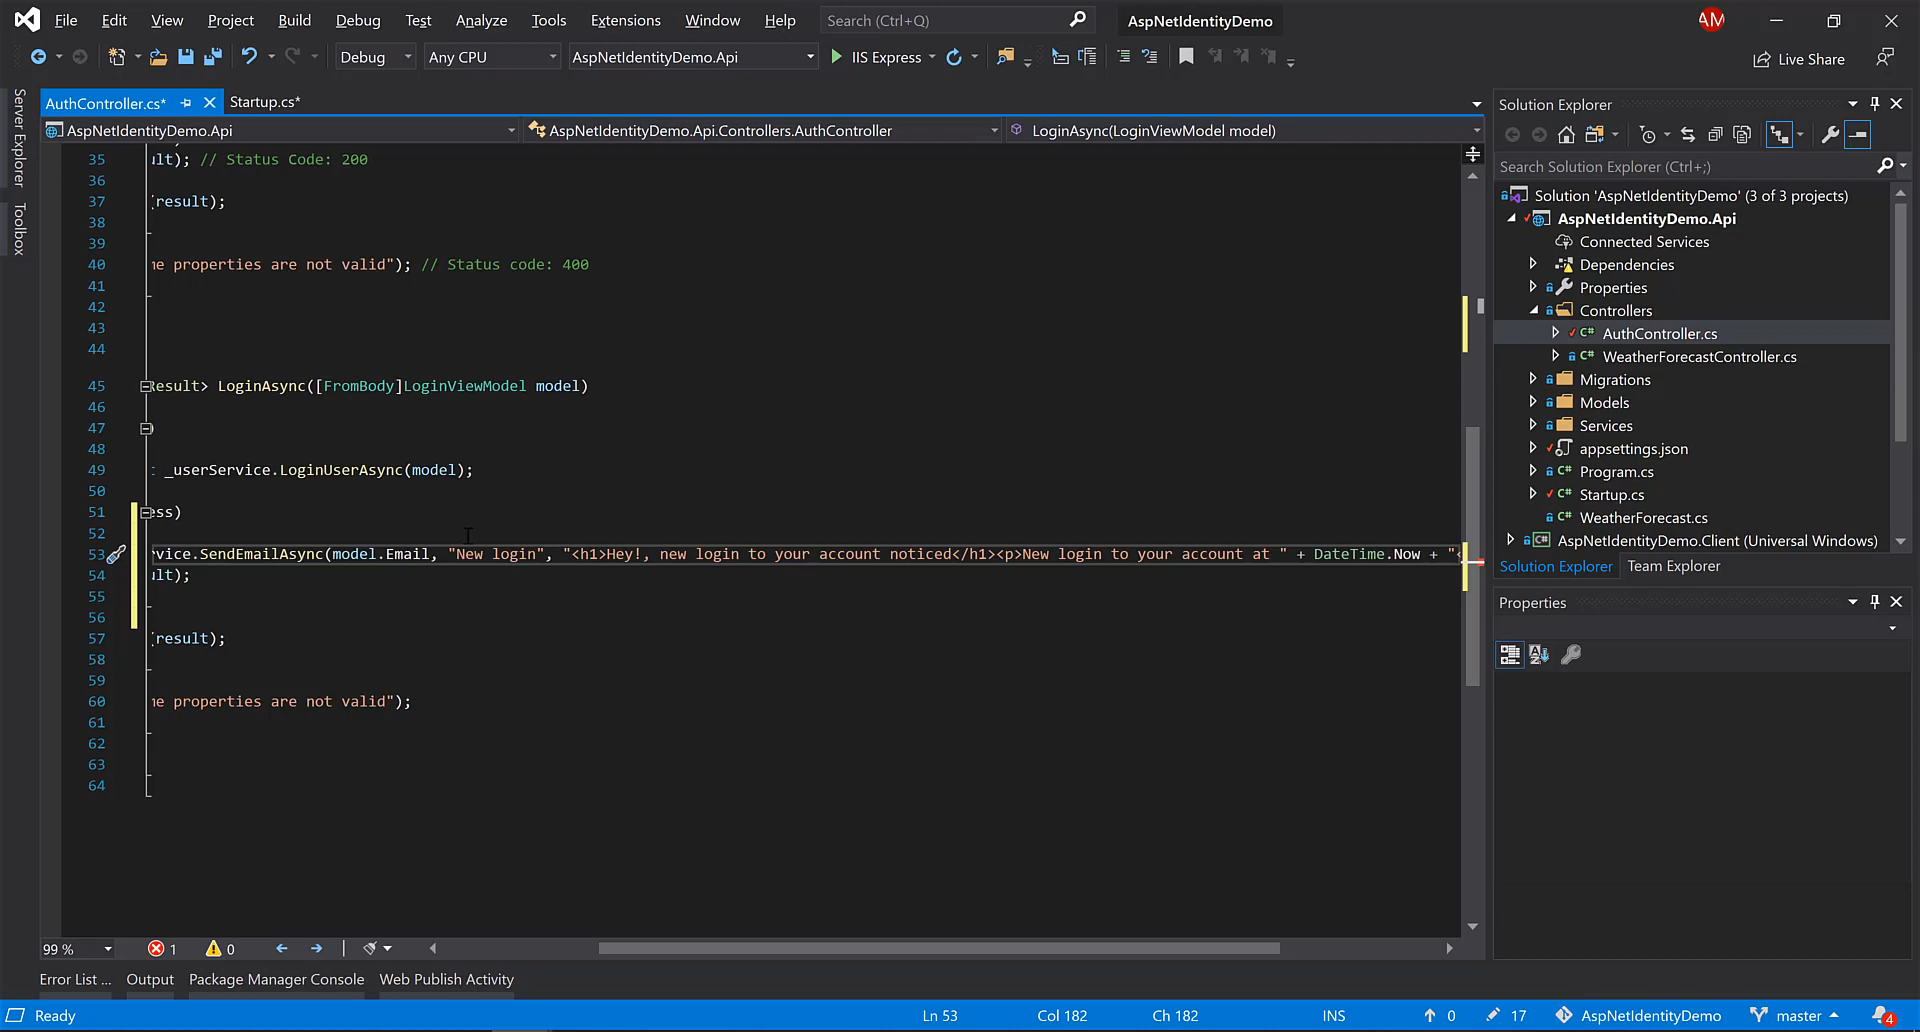 File Edit View Project Build Debug Test Analyze Tools Extensions Window Help Search (Ctrl+Q) AspNetIdentityDemo AM
Debug Any CPU AspNetIdentityDemo.Api IIS Express Live Share
Server Explorer
Toolbox
AuthController.cs* Startup.cs*
AspNetIdentityDemo.Api AspNetIdentityDemo.Api.Controllers.AuthController LoginAsync(LoginViewModel model)
35 ult); // Status Code: 200
36
37 (result);
38
39
40 me properties are not valid"); // Status code: 400
41
42
43
44
45 Result> LoginAsync([FromBody]LoginViewModel model)
46
47 )
48
49 : _userService.LoginUserAsync(model);
50
51 ess)
52
53 vice.SendEmailAsync(model.Email, "New login", "<h1>Hey!, new login to your account noticed</h1><p>New login to your account at " + DateTime.Now + "<
54 ult);
55
56
57 (result);
58
59
60 me properties are not valid");
61
62
63
64
99 % 1 0
Error List ... Output Package Manager Console Web Publish Activity
Ready Ln 53 Col 182 Ch 182 INS 0 17 AspNetIdentityDemo master 4
Solution Explorer
Search Solution Explorer (Ctrl+;)
Solution 'AspNetIdentityDemo' (3 of 3 projects)
AspNetIdentityDemo.Api
Connected Services
Dependencies
Properties
Controllers
C# AuthController.cs
C# WeatherForecastController.cs
Migrations
Models
Services
appsettings.json
C# Program.cs
C# Startup.cs
C# WeatherForecast.cs
C# AspNetIdentityDemo.Client (Universal Windows)
Solution Explorer Team Explorer
Properties